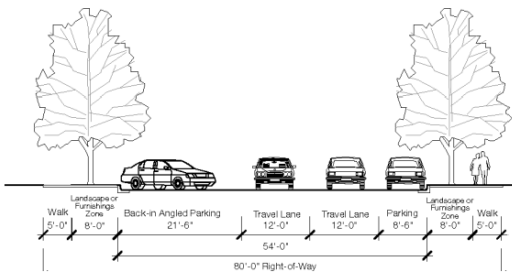 Walk
5'-0"
Landscape or
Furnishings
Zone
8'-0"
Back-in Angled Parking
21'-6"
Travel Lane
12'-0"
Travel Lane
12'-0"
Parking
8'-6"
Landscape or
Furnishings
Zone
8'-0"
Walk
5'-0"
54'-0"
80'-0" Right-of-Way